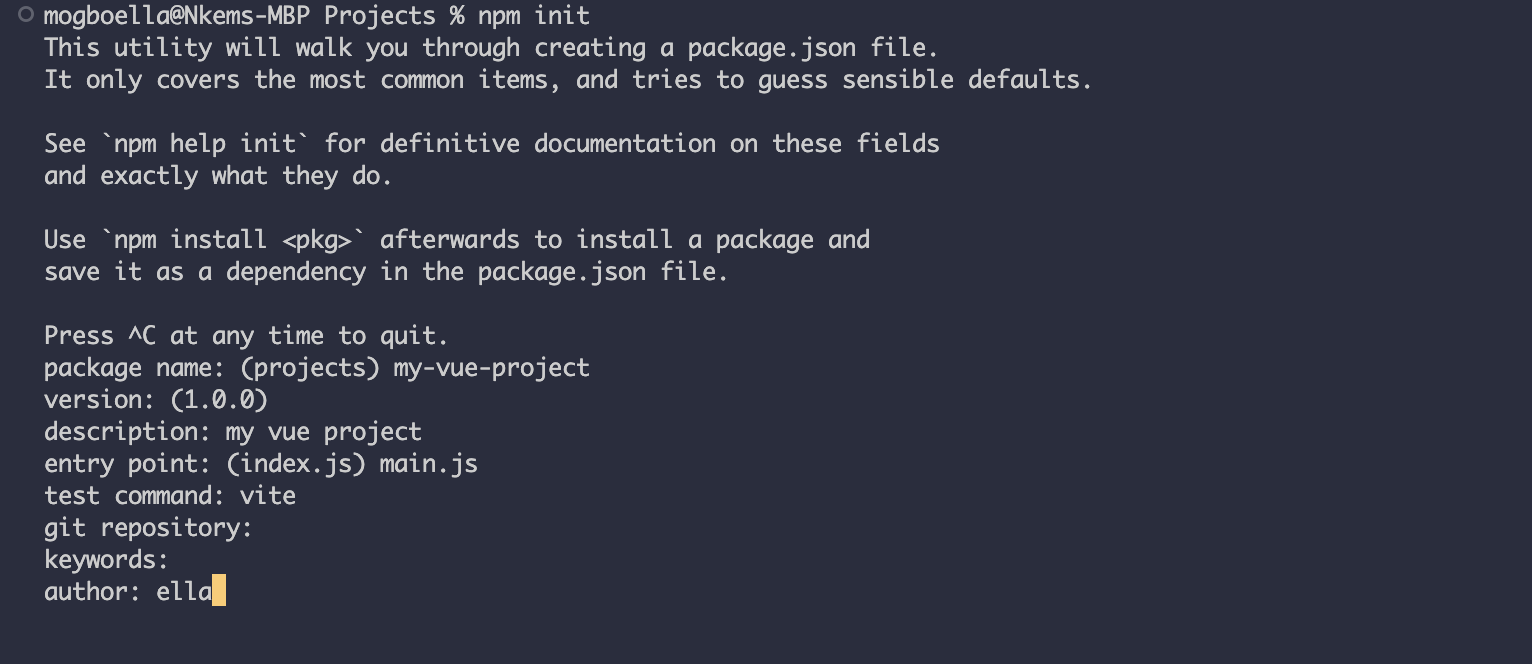 mogboella@Nkems-MBP Projects % npm init
This utility will walk you through creating a package.json file.
It only covers the most common items, and tries to guess sensible defaults.
See `npm help init` for definitive documentation on these fields
and exactly what they do.
Use `npm install <pkg>` afterwards to install a package and
save it as a dependency in the package.json file.
Press ^C at any time to quit.
package name: (projects) my-vue-project
version: (1.0.0)
description: my vue project
entry point: (index.js) main.js
test command: vite
git repository:
keywords:
author: ella